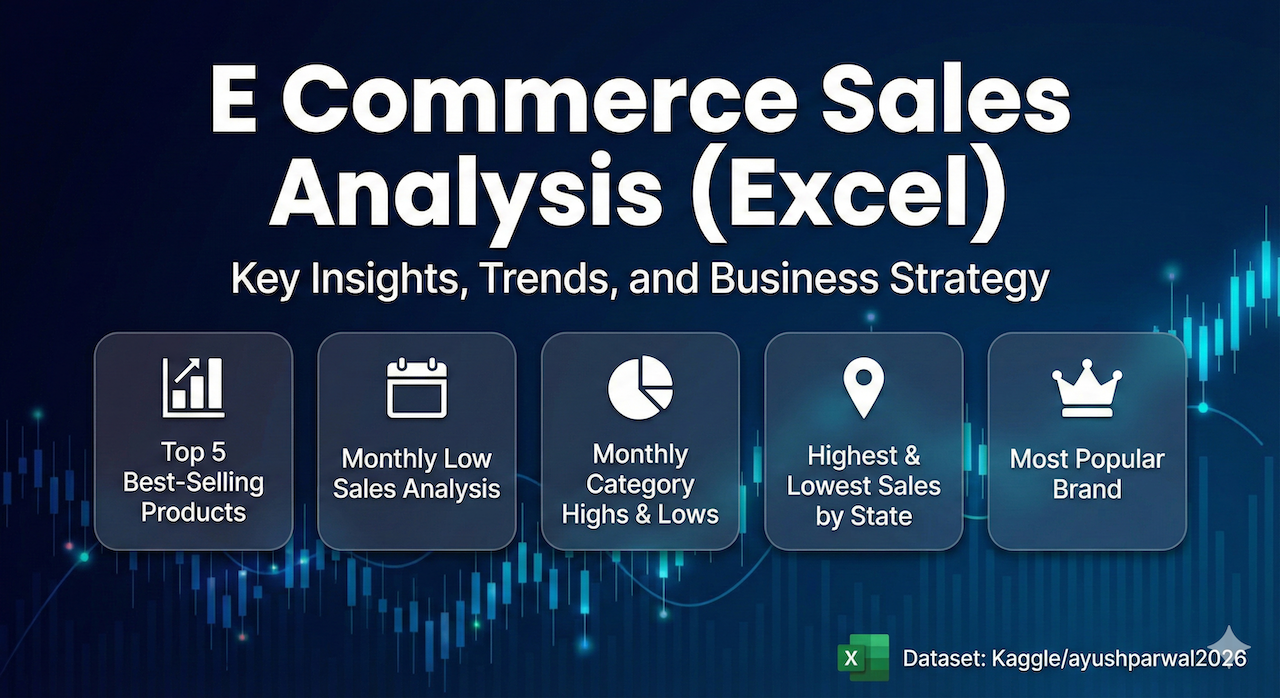 E Commerce Sales
Analysis (Excel)
Key Insights, Trends, and Business Strategy
Top 5
Best-Selling
Products
Monthly Low
Sales Analysis
Monthly
Category
Highs & Lows
Highest &
Lowest Sales
by State
Most Popular
Brand
X
Dataset: Kaggle/ayushparwal2026